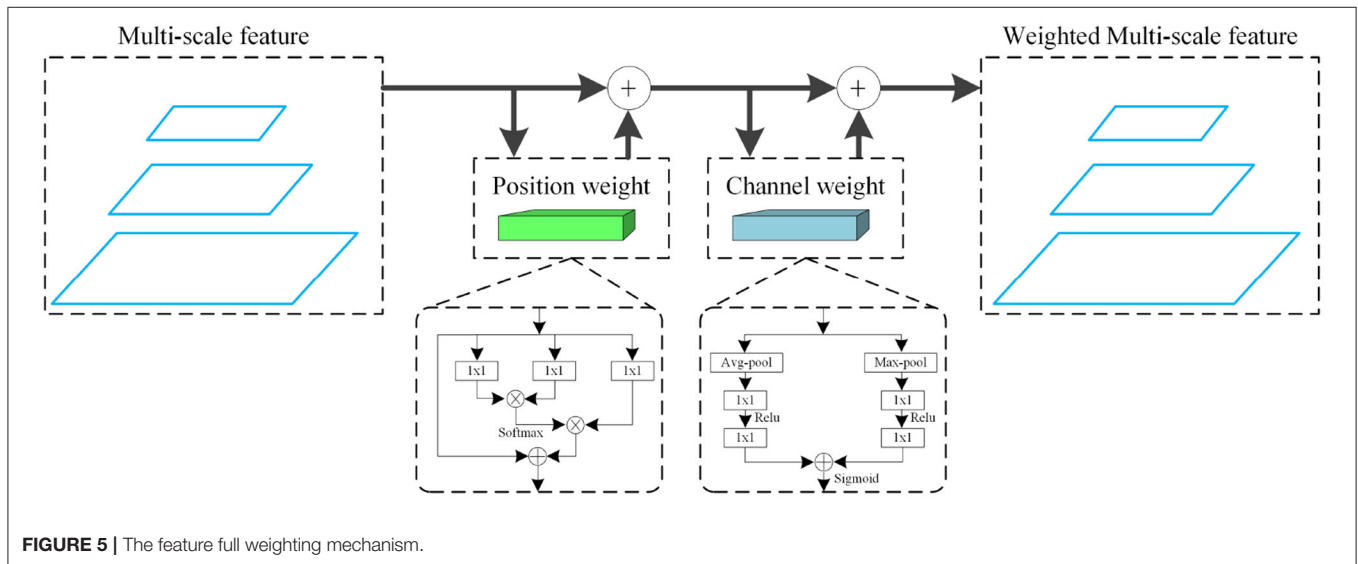 Multi-scale feature
Weighted Multi-scale feature
+
+
Position weight
Channel weight
1x1
1x1
1x1
Softmax
Avg-pool
Max-pool
1x1
1x1
Relu
Relu
1x1
1x1
Sigmoid
FIGURE 5 | The feature full weighting mechanism.